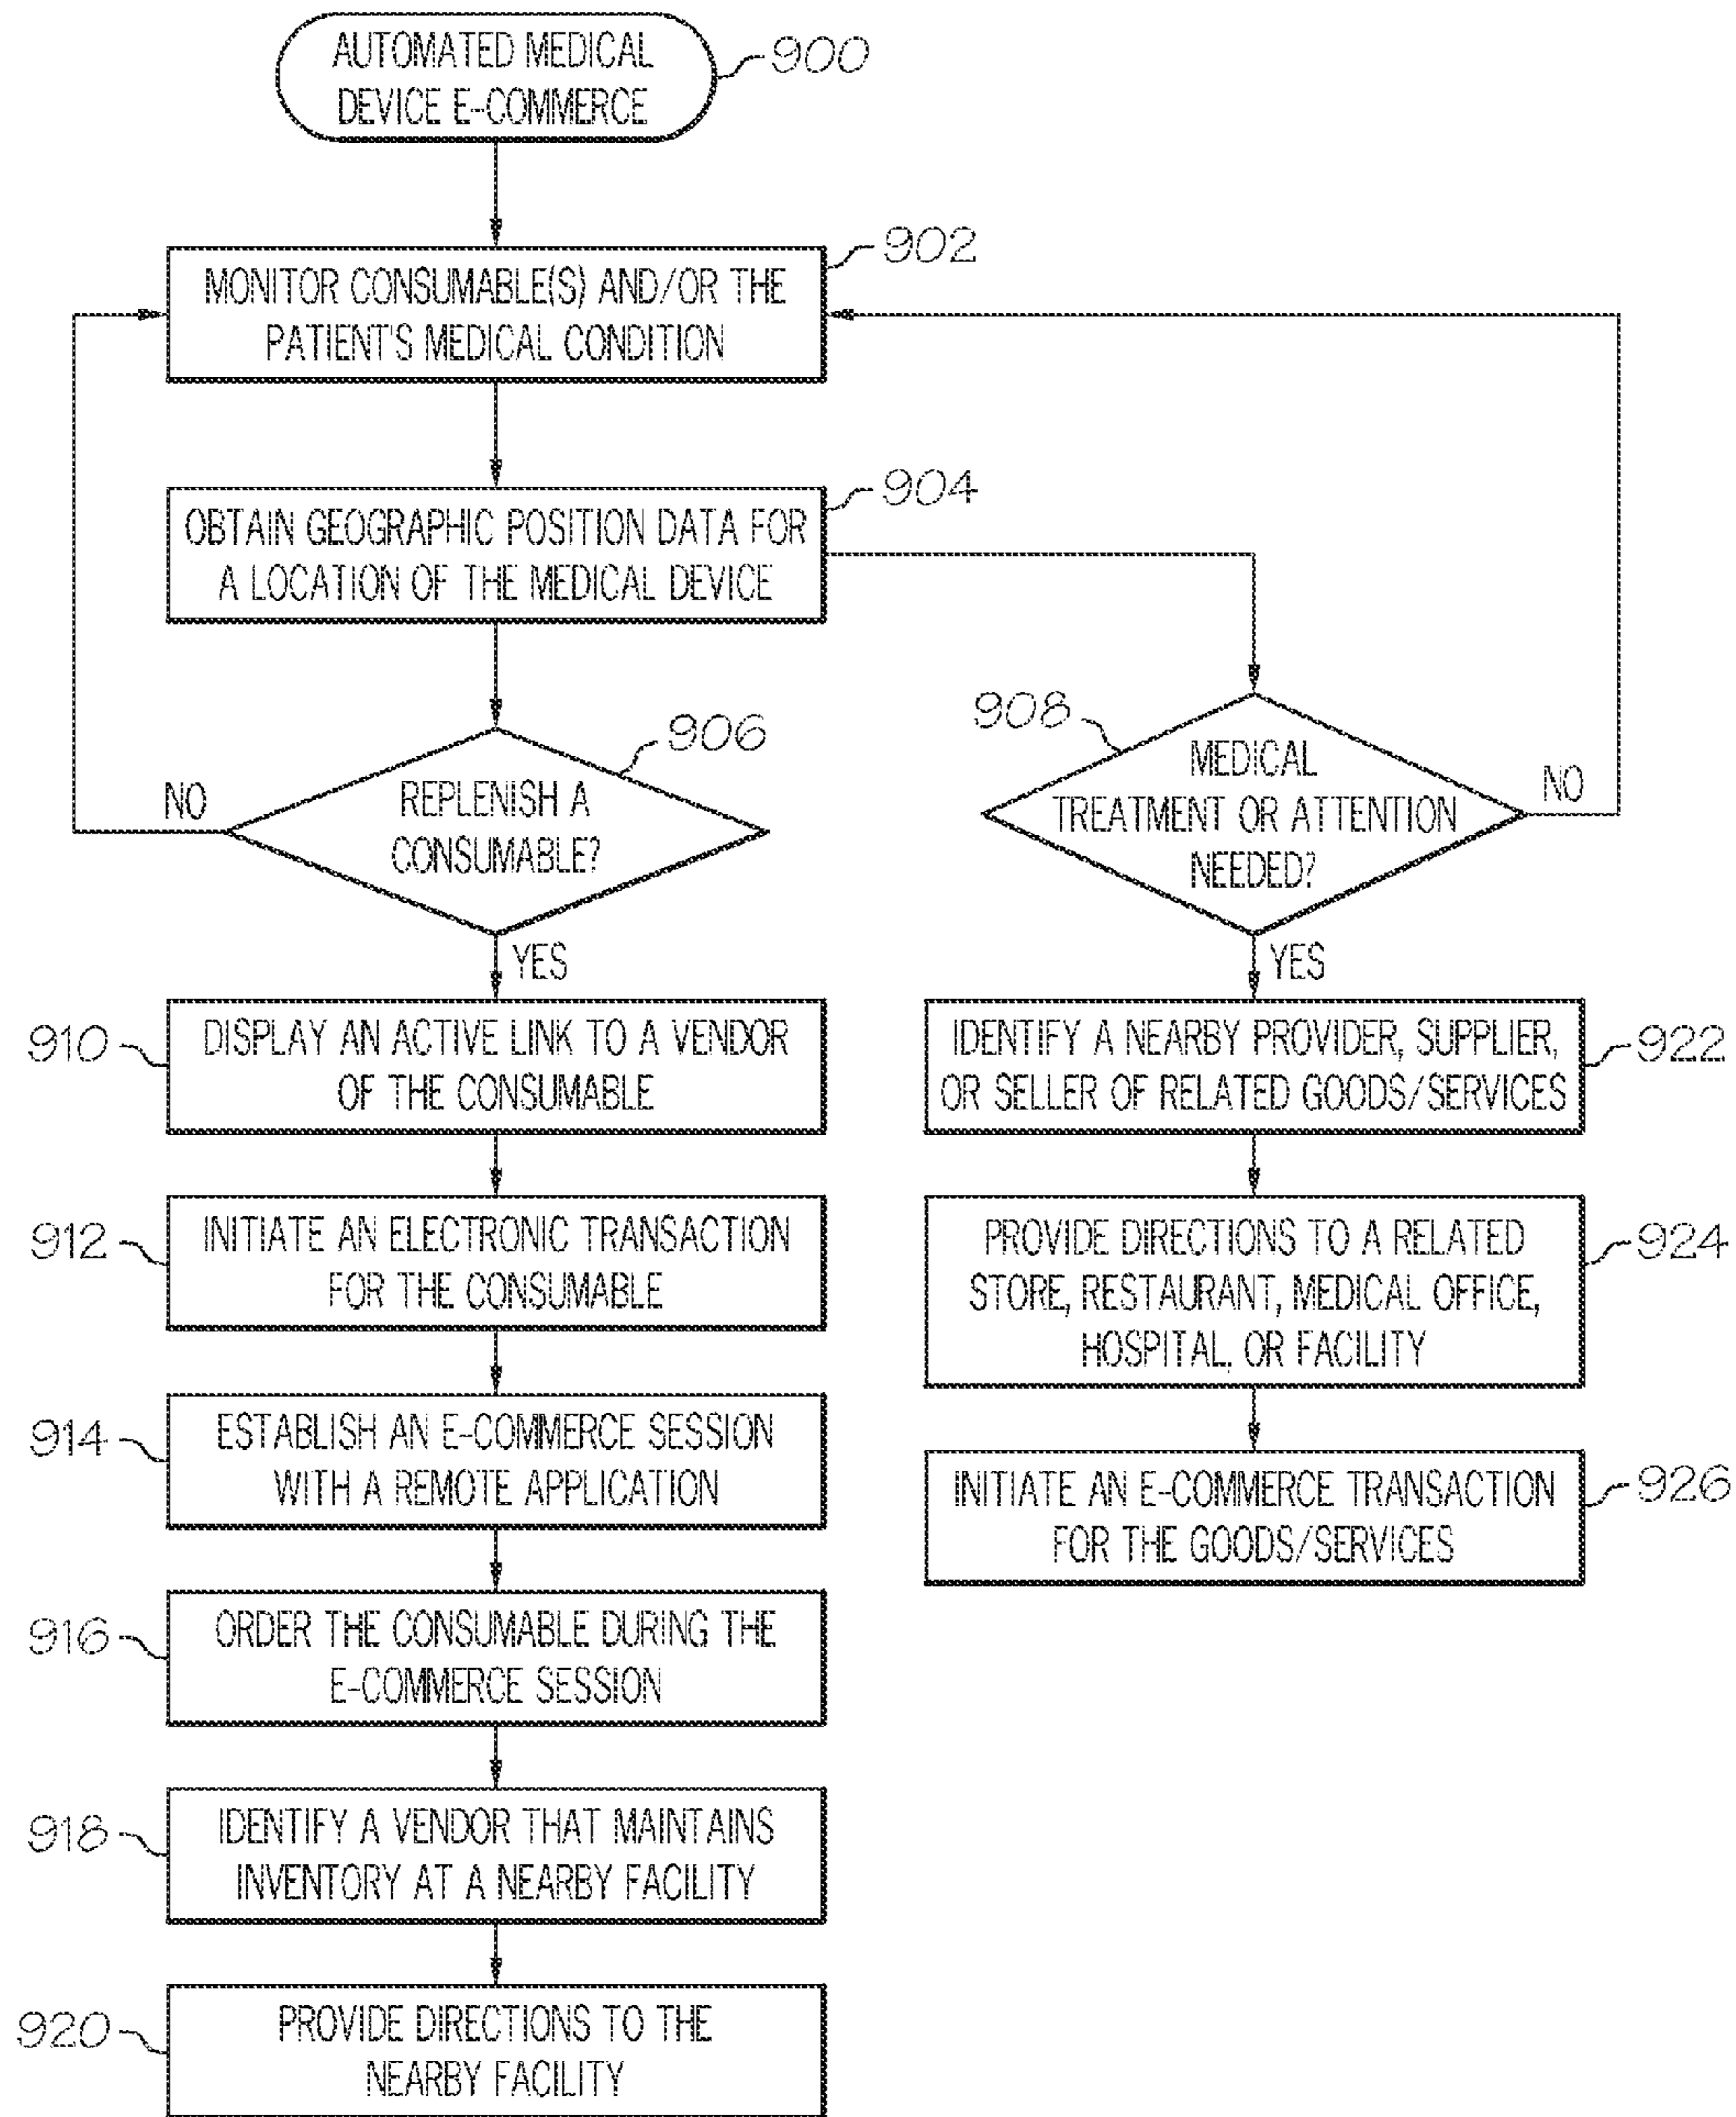 AUTOMATED MEDICAL
DEVICE E-COMMERCE
900
902
MONITOR CONSUMABLE(S) AND/OR THE
PATIENT'S MEDICAL CONDITION
904
OBTAIN GEOGRAPHIC POSITION DATA FOR
A LOCATION OF THE MEDICAL DEVICE
906
REPLENISH A
CONSUMABLE?
NO
YES
908
MEDICAL
TREATMENT OR ATTENTION
NEEDED?
NO
YES
910
DISPLAY AN ACTIVE LINK TO A VENDOR
OF THE CONSUMABLE
912
INITIATE AN ELECTRONIC TRANSACTION
FOR THE CONSUMABLE
914
ESTABLISH AN E-COMMERCE SESSION
WITH A REMOTE APPLICATION
916
ORDER THE CONSUMABLE DURING THE
E-COMMERCE SESSION
918
IDENTIFY A VENDOR THAT MAINTAINS
INVENTORY AT A NEARBY FACILITY
920
PROVIDE DIRECTIONS TO THE
NEARBY FACILITY
IDENTIFY A NEARBY PROVIDER, SUPPLIER,
OR SELLER OF RELATED GOODS/SERVICES
922
PROVIDE DIRECTIONS TO A RELATED
STORE, RESTAURANT, MEDICAL OFFICE,
HOSPITAL, OR FACILITY
924
INITIATE AN E-COMMERCE TRANSACTION
FOR THE GOODS/SERVICES
926